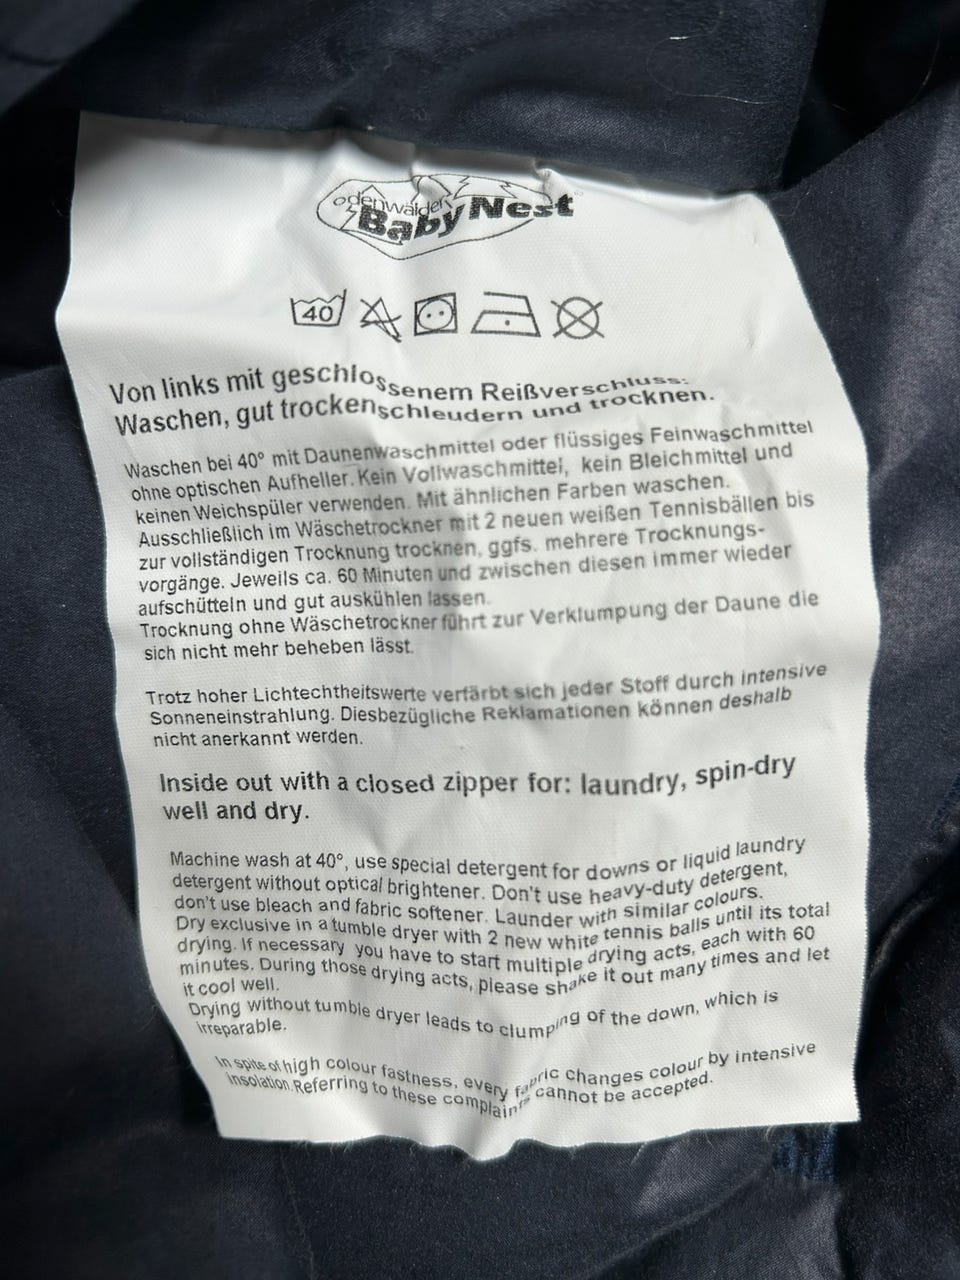 odenwälder
BabyNest
40
Von links mit geschlossenem Reißverschluss:
Waschen, gut trockenschleudern und trocknen.
Waschen bei 40° mit Daunenwaschmittel oder flüssiges Feinwaschmittel
ohne optischen Aufheller. Kein Vollwaschmittel, kein Bleichmittel und
keinen Weichspüler verwenden. Mit ähnlichen Farben waschen.
Ausschließlich im Wäschetrockner mit 2 neuen weißen Tennisbällen bis
zur vollständigen Trocknung trocknen, ggfs. mehrere Trocknungs-
vorgänge. Jeweils ca. 60 Minuten und zwischen diesen immer wieder
aufschütteln und gut auskühlen lassen.
Trocknung ohne Wäschetrockner führt zur Verklumpung der Daune die
sich nicht mehr beheben lässt.
Trotz hoher Lichtechtheitswerte verfärbt sich jeder Stoff durch intensive
Sonneneinstrahlung. Diesbezügliche Reklamationen können deshalb
nicht anerkannt werden.
Inside out with a closed zipper for: laundry, spin-dry
well and dry.
Machine wash at 40°, use special detergent for downs or liquid laundry
detergent without optical brightener. Don't use heavy-duty detergent,
don't use bleach and fabric softener. Launder with similar colours.
Dry exclusive in a tumble dryer with 2 new white tennis balls until its total
drying. If necessary you have to start multiple drying acts, each with 60
minutes. During those drying acts, please shake it out many times and let
it cool well.
Drying without tumble dryer leads to clumping of the down, which is
irreparable.
In spite of high colour fastness, every fabric changes colour by intensive
insolation. Referring to these complaints cannot be accepted.